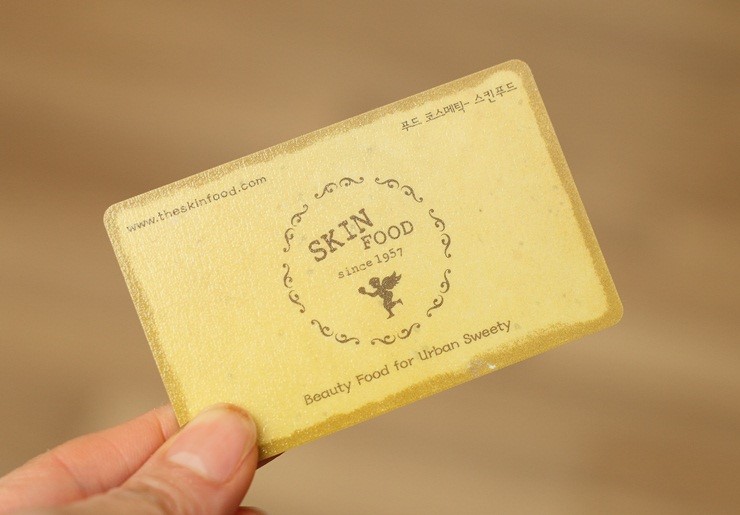 푸드 코스메틱- 스킨푸드
www.theskinfood.com
SKIN
FOOD
since 1957
Beauty Food for Urban Sweety